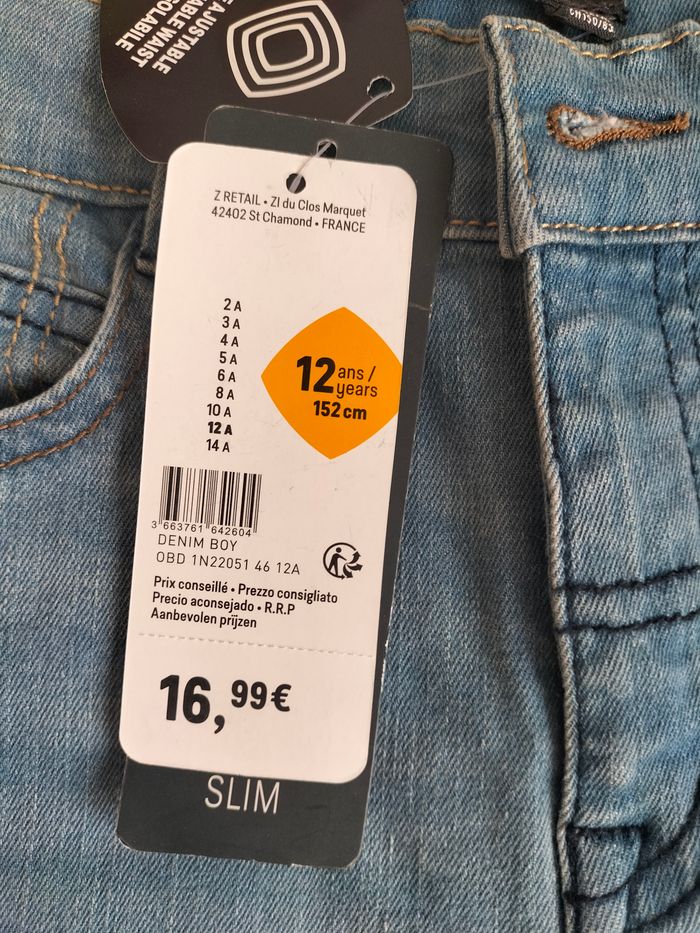 E AJUSTABLE
ABLE WAIST
OLABILE
Z RETAIL • ZI du Clos Marquet
42402 St Chamond • FRANCE
2 A
3 A
4 A
5 A
6 A
8 A
10 A
12 A
14 A
12 ans /
years
152 cm
3 663761 642604
DENIM BOY
OBD 1N22051 46 12A
Prix conseillé • Prezzo consigliato
Precio aconsejado • R.R.P
Aanbevolen prijzen
16,99€
SLIM